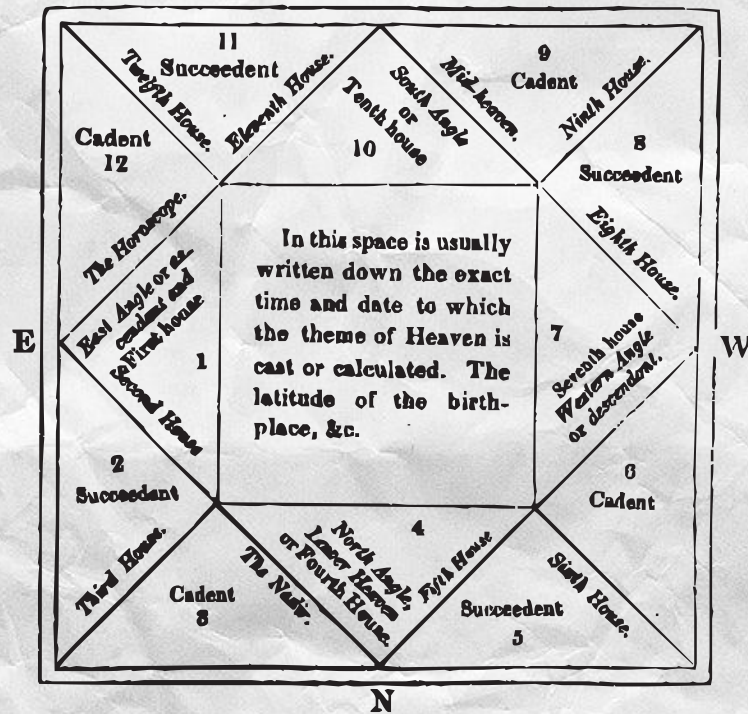 11
Succeedent
Twelfth House.
Eleventh House.
Cadent
12
The Horoscope.
South Angle
or
Tenth house
10
Mid heaven.
9
Cadent
Ninth House.
8
Succeedent
Eighth House.
E
East Angle or as-
cendant and
First house
1
Second House
In this space is usually
written down the exact
time and date to which
the theme of Heaven is
cast or calculated. The
latitude of the birth-
place, &c.
7
Seventh house
Western Angle
or descendent.
W
2
Succeedant
Third House.
Cadent
3
The Nadir.
4
North Angle,
Lower Heaven
or Fourth House.
Fifth House
Succeedent
5
6
Cadent
Sixth House.
N